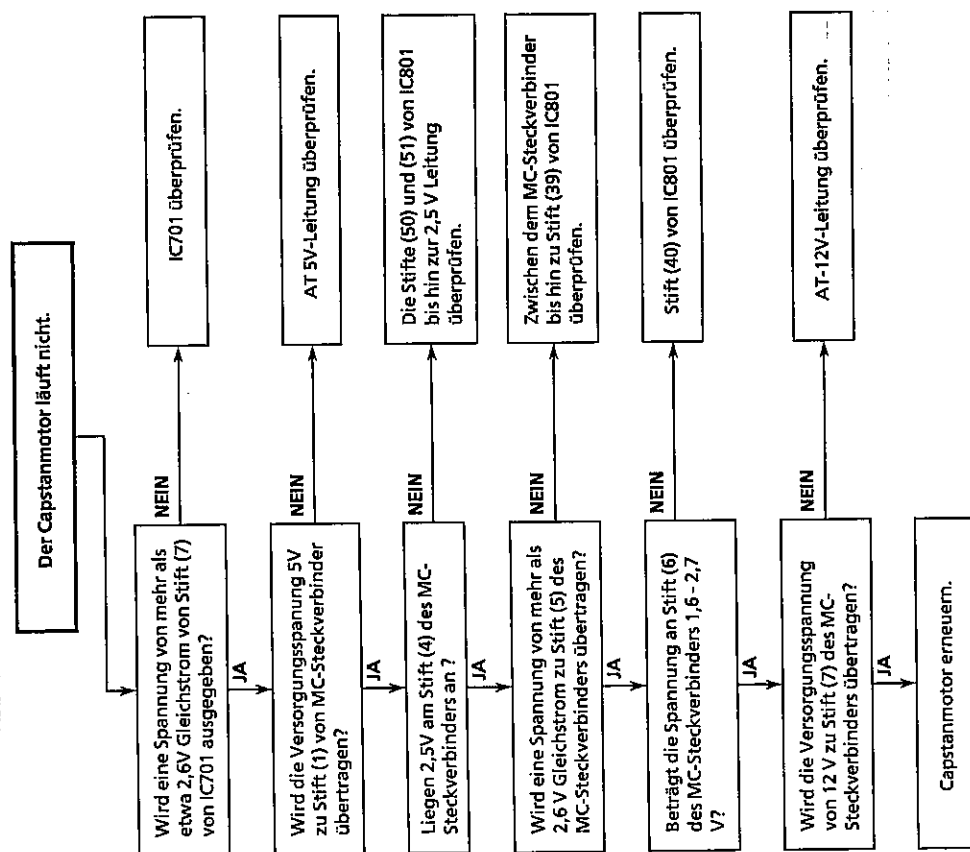 Der Capstanmotor läuft nicht.
Wird eine Spannung von mehr als
etwa 2,6V Gleichstrom von Stift (7)
von IC701 ausgegeben?
NEIN
IC701 überprüfen.
JA
Wird die Versorgungsspanung 5V
zu Stift (1) von MC-Steckverbinder
übertragen?
NEIN
AT 5V-Leitung überprüfen.
JA
Liegen 2,5V am Stift (4) des MC-
Steckverbinders an ?
NEIN
Die Stifte (50) und (51) von IC801
bis hin zur 2,5 V Leitung
überprüfen.
JA
Wird eine Spannung von mehr als
2,6 V Gleichstrom zu Stift (5) des
MC-Steckverbinders übertragen?
NEIN
Zwischen dem MC-Steckverbinder
bis hin zu Stift (39) von IC801
überprüfen.
JA
Beträgt die Spannung an Stift (6)
des MC-Steckverbinders 1,6 - 2,7
V?
NEIN
Stift (40) von IC801 überprüfen.
JA
Wird die Versorgungsspannung
von 12 V zu Stift (7) des MC-
Steckverbinders übertragen?
NEIN
AT-12V-Leitung überprüfen.
JA
Capstanmotor erneuern.